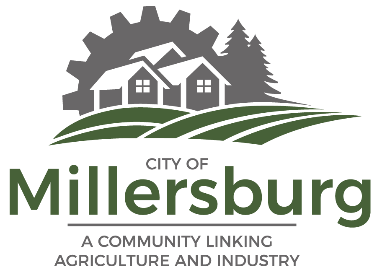 CITY OF
Millersburg
A COMMUNITY LINKING
AGRICULTURE AND INDUSTRY